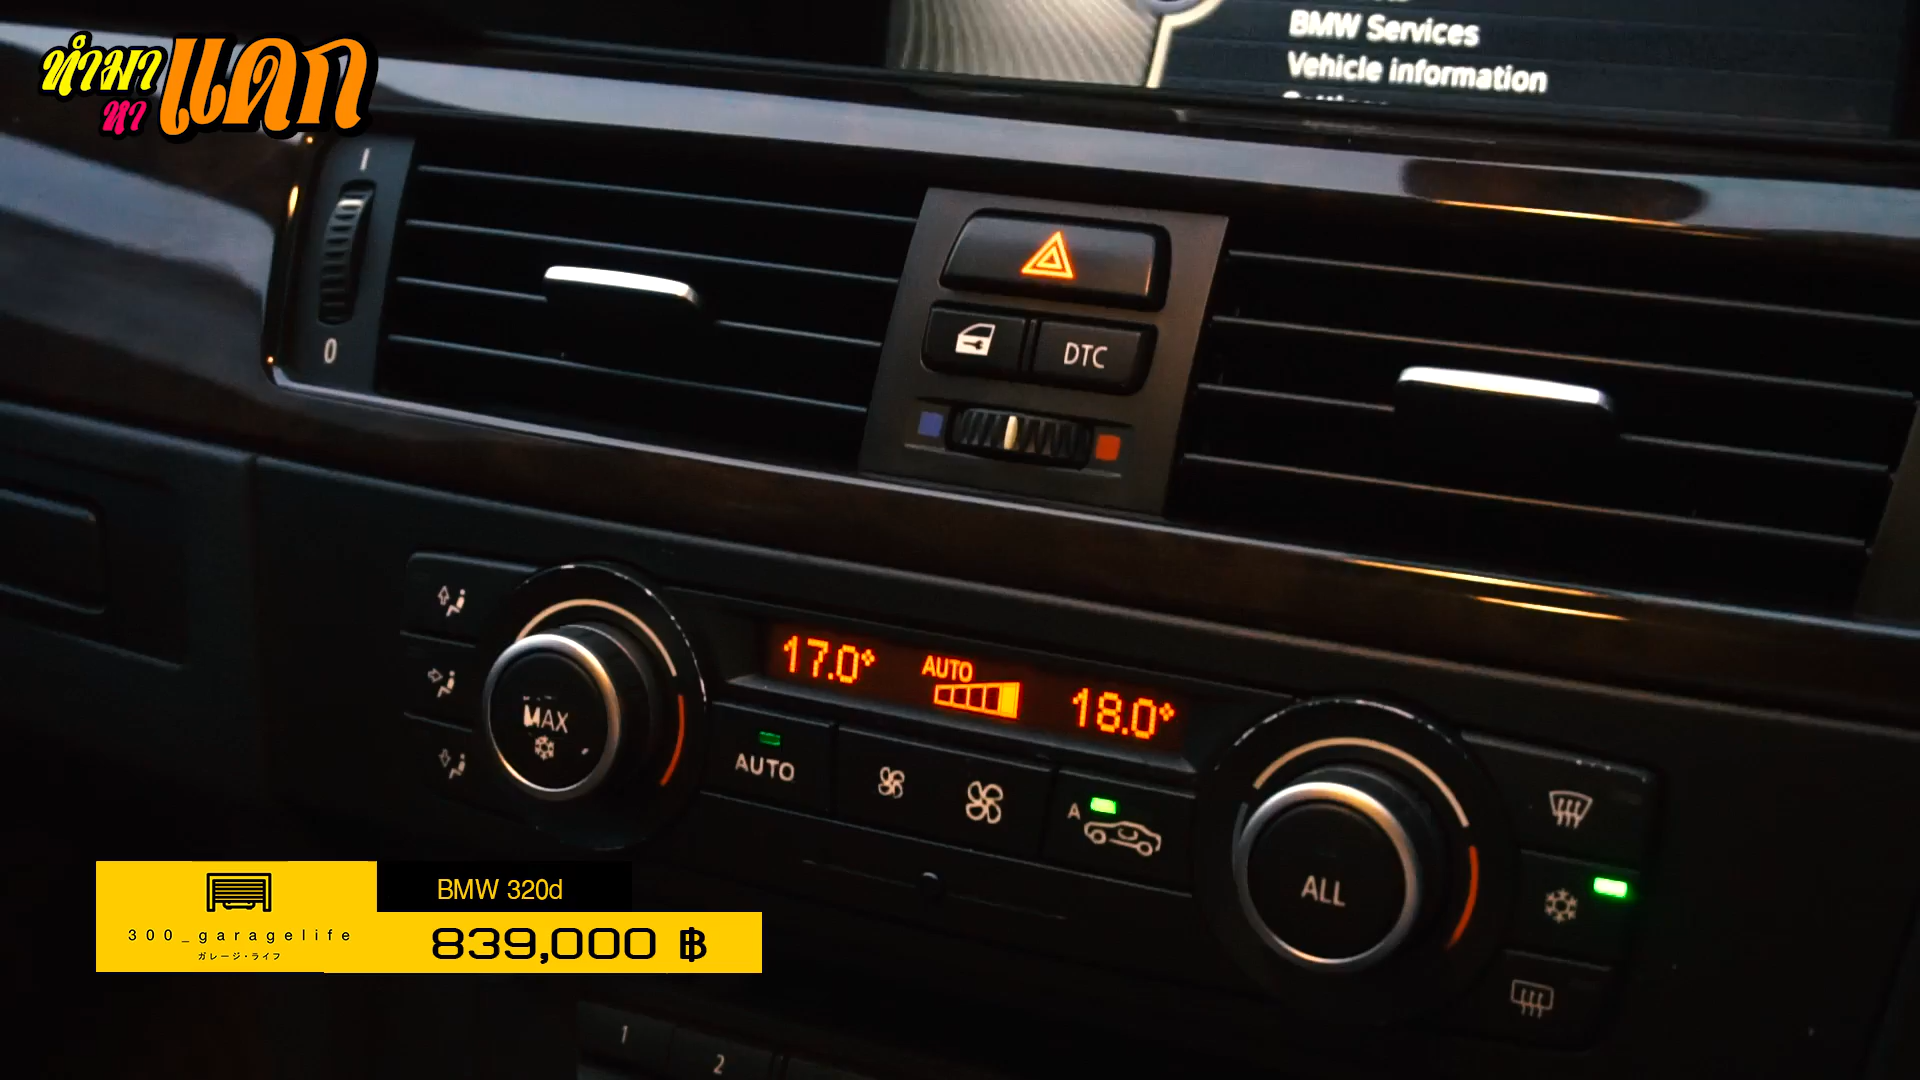 ทำมา
หา
แดก
BMW Services
Vehicle information
1
0
DTC
17.0°
AUTO
18.0°
MAX
AUTO
A
ALL
BMW 320d
300_garagelife
ガレージ・ライフ
839,000 ฿
1
2